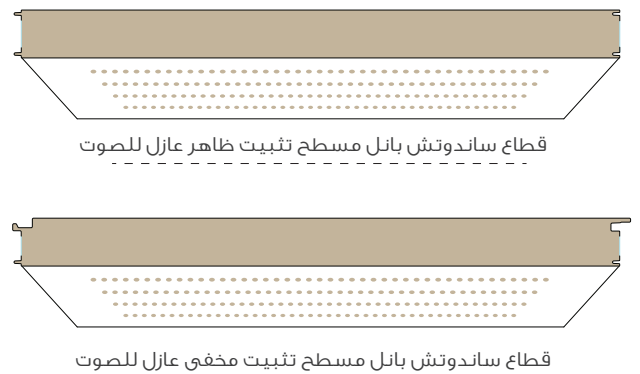 قطاع ساندوتش بانل مسطح تثبيت ظاهر عازل للصوت
قطاع ساندوتش بانل مسطح تثبيت مخفى عازل للصوت